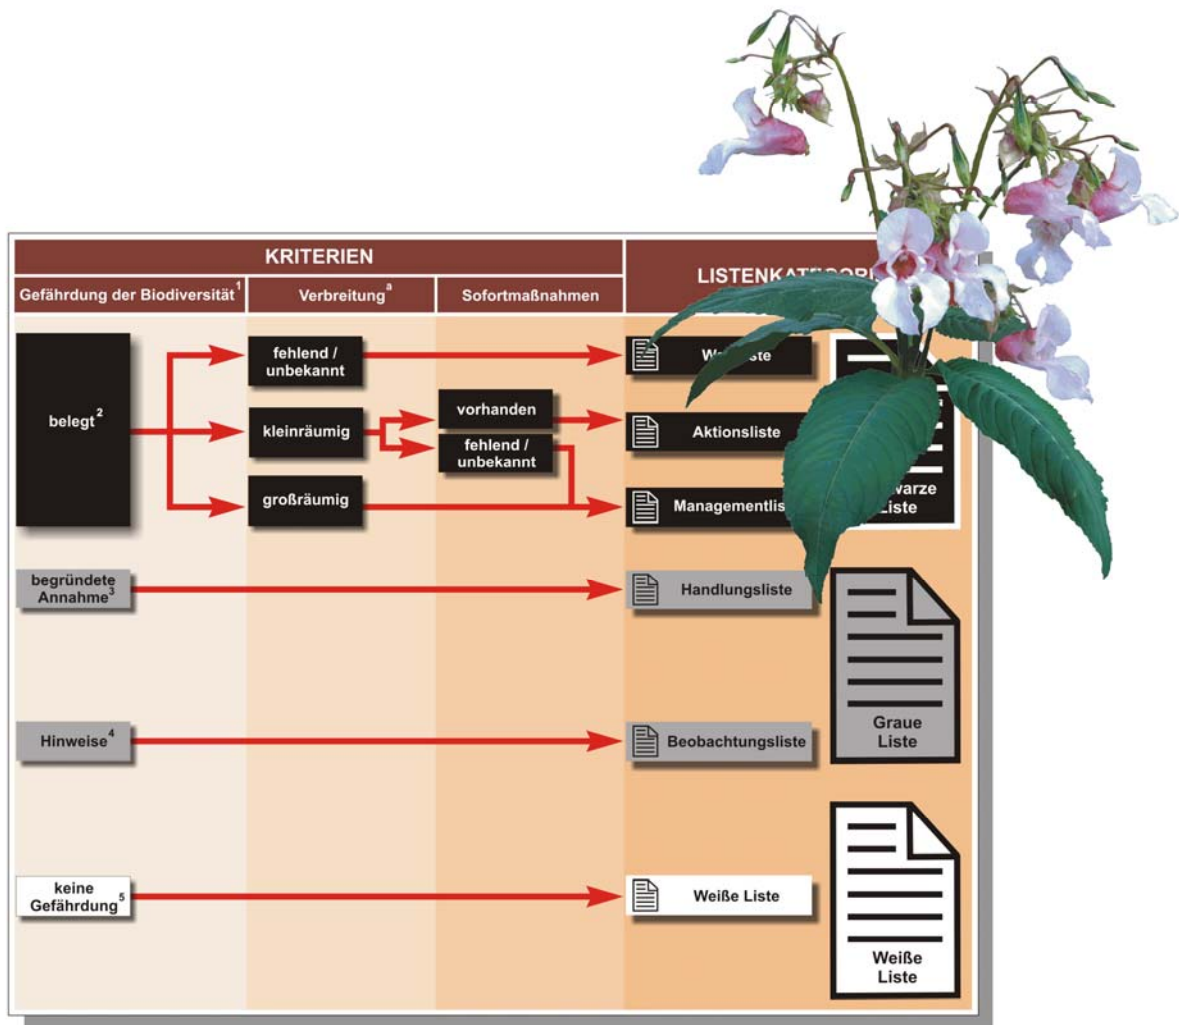 KRITERIEN
Gefährdung der Biodiversität¹
Verbreitungᵃ
Sofortmaßnahmen
belegt²
fehlend /
unbekannt
kleinräumig
vorhanden
Aktionsliste
fehlend /
unbekannt
großräumig
Liste
begründete
Annahme³
Handlungsliste
Graue
Liste
Hinweise⁴
Beobachtungsliste
keine
Gefährdung⁵
Weiße Liste
Weiße
Liste